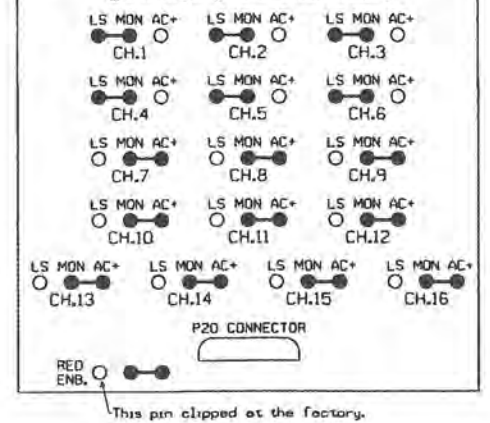 LS MON AC+ LS MON AC+ LS MON AC+
CH.1 CH.2 CH.3
LS MON AC+ LS MON AC+ LS MON AC+
CH.4 CH.5 CH.6
LS MON AC+ LS MON AC+ LS MON AC+
CH.7 CH.8 CH.9
LS MON AC+ LS MON AC+ LS MON AC+
CH.10 CH.11 CH.12
LS MON AC+ LS MON AC+ LS MON AC+ LS MON AC+
CH.13 CH.14 CH.15 CH.16
P20 CONNECTOR
RED
ENB.
This pin clipped at the factory.